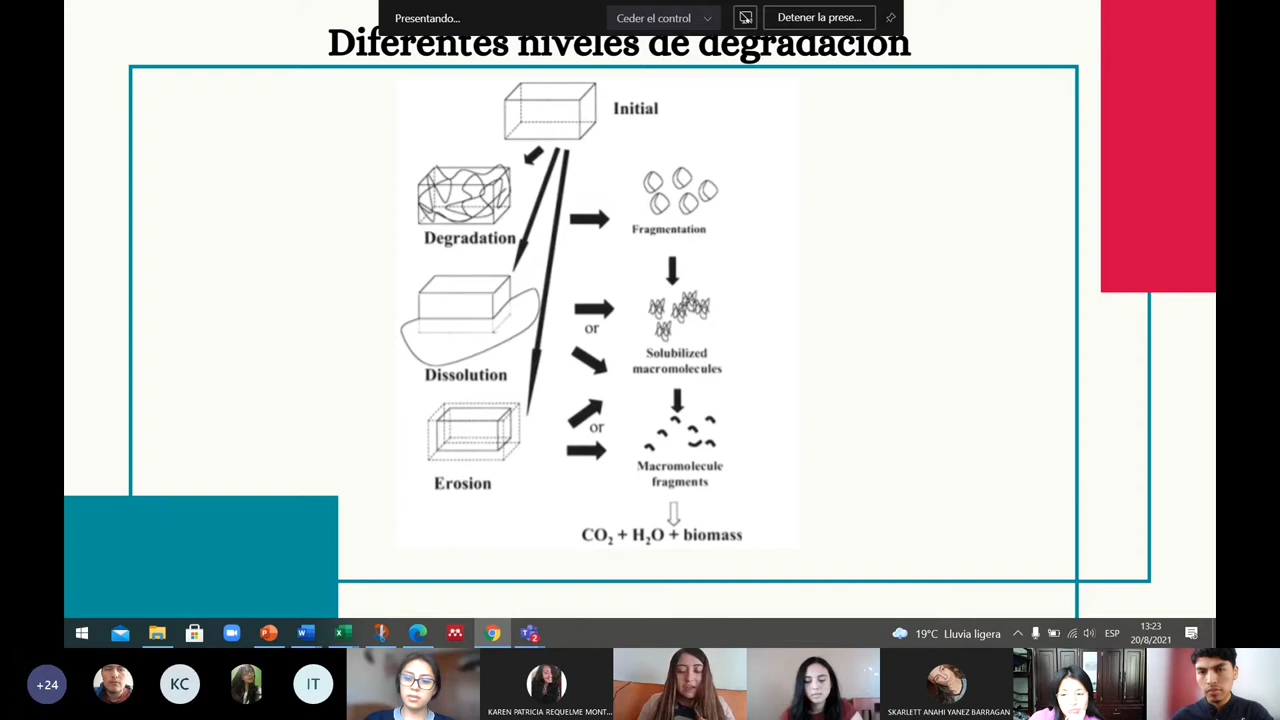 Presentando...
Ceder el control
Detener la prese...
Diferentes niveles de degradación
Initial
Degradation
Fragmentation
or
Solubilized
macromolecules
Dissolution
or
Macromolecule
fragments
Erosion
CO₂ + H₂O + biomass
19°C Lluvia ligera
ESP
13:23
20/8/2021
+24
KC
IT
KAREN PATRICIA REQUELME MONT...
SKARLETT ANAHI YANEZ BARRAGAN